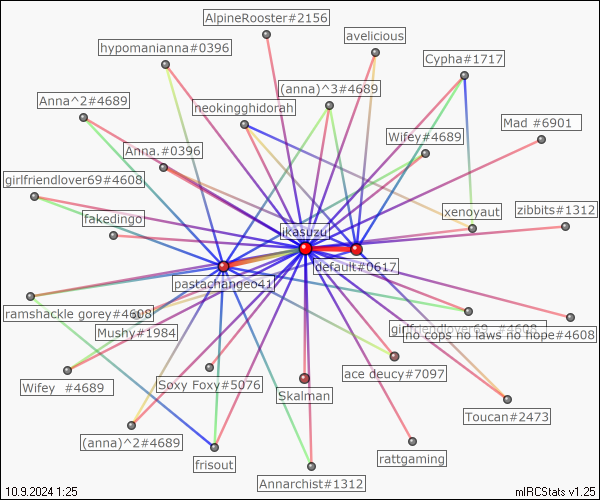 AlpineRooster#2156
avelicious
hypomanianna#0396
Cypha#1717
(anna)^3#4689
Anna^2#4689
neokingghidorah
Mad #6901
Wifey#4689
Anna.#0396
girlfriendlover69#4608
xenoyaut
zibbits#1312
fakedingo
ikasuzu
default#0617
pastachangeo41
ramshackle gorey#4608
Mushy#1984
girlfriendlover69_#4608
no cops no laws no hope#4608
ace deucy#7097
Wifey #4689
Soxy Foxy#5076
Skalman
Toucan#2473
(anna)^2#4689
rattgaming
frisout
Annarchist#1312
10.9.2024 1:25
mIRCStats v1.25